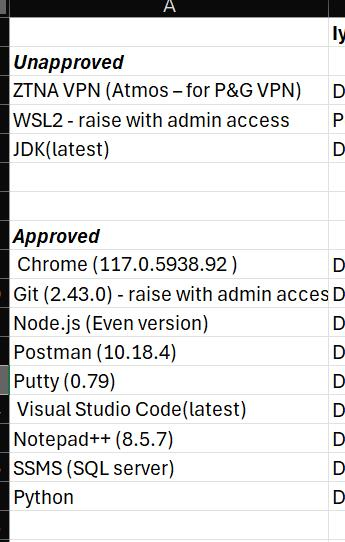 A
Unapproved
ZTNA VPN (Atmos – for P&G VPN)
WSL2 - raise with admin access
JDK(latest)
Approved
Chrome (117.0.5938.92 )
Git (2.43.0) - raise with admin acces
Node.js (Even version)
Postman (10.18.4)
Putty (0.79)
Visual Studio Code(latest)
Notepad++ (8.5.7)
SSMS (SQL server)
Python